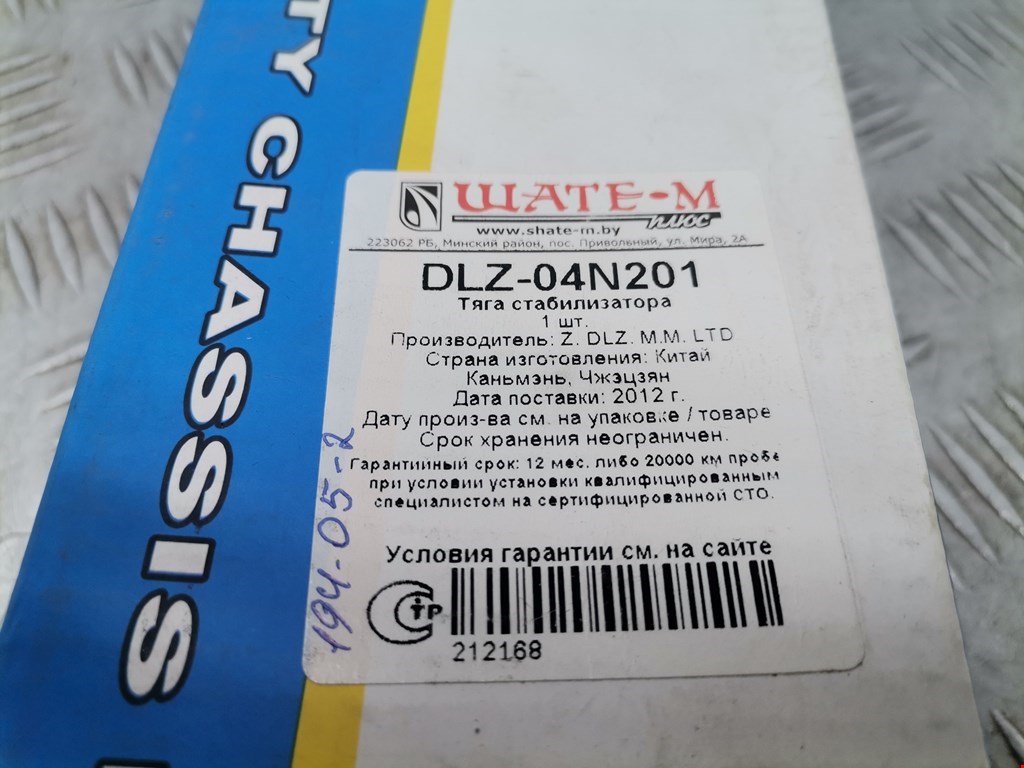 TY CHASSIS
ШАТЕ-М
плюс
www.shate-m.by
223062 РБ, Минский район, пос. Привольный, ул. Мира, 2А
DLZ-04N201
Тяга стабилизатора
1 шт.
Производитель: Z. DLZ. M.M. LTD
Страна изготовления: Китай
Каньмэнь, Чжэцзян
Дата поставки: 2012 г.
Дату произ-ва см. на упаковке / товаре
Срок хранения неограничен.
Гарантийный срок: 12 мес. либо 20000 км пробе
при условии установки квалифицированным
специалистом на сертифицированной СТО.
Условия гарантии см. на сайте
СТР
212168
194-05-2